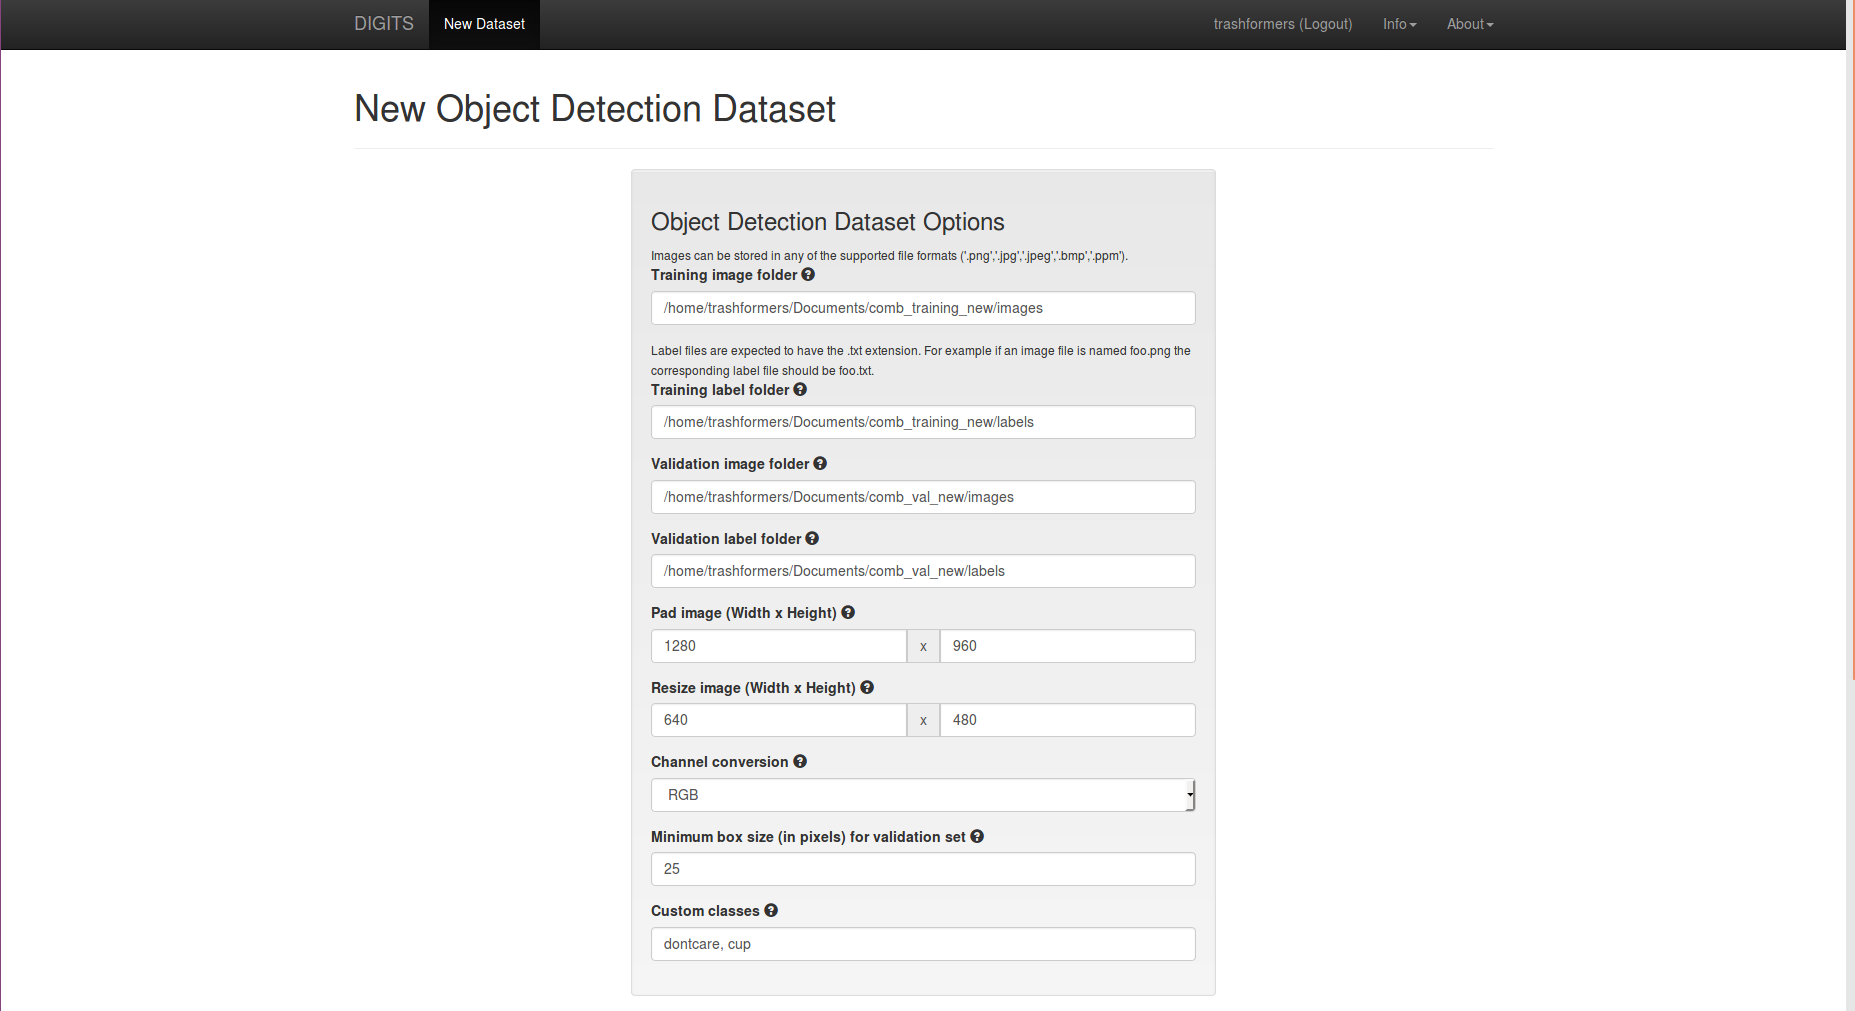 DIGITS New Dataset trashformers (Logout) Info About
New Object Detection Dataset
Object Detection Dataset Options
Images can be stored in any of the supported file formats ('.png','.jpg','.jpeg','.bmp','.ppm').
Training image folder
/home/trashformers/Documents/comb_training_new/images
Label files are expected to have the .txt extension. For example if an image file is named foo.png the
corresponding label file should be foo.txt.
Training label folder
/home/trashformers/Documents/comb_training_new/labels
Validation image folder
/home/trashformers/Documents/comb_val_new/images
Validation label folder
/home/trashformers/Documents/comb_val_new/labels
Pad image (Width x Height)
1280 x 960
Resize image (Width x Height)
640 x 480
Channel conversion
RGB
Minimum box size (in pixels) for validation set
25
Custom classes
dontcare, cup